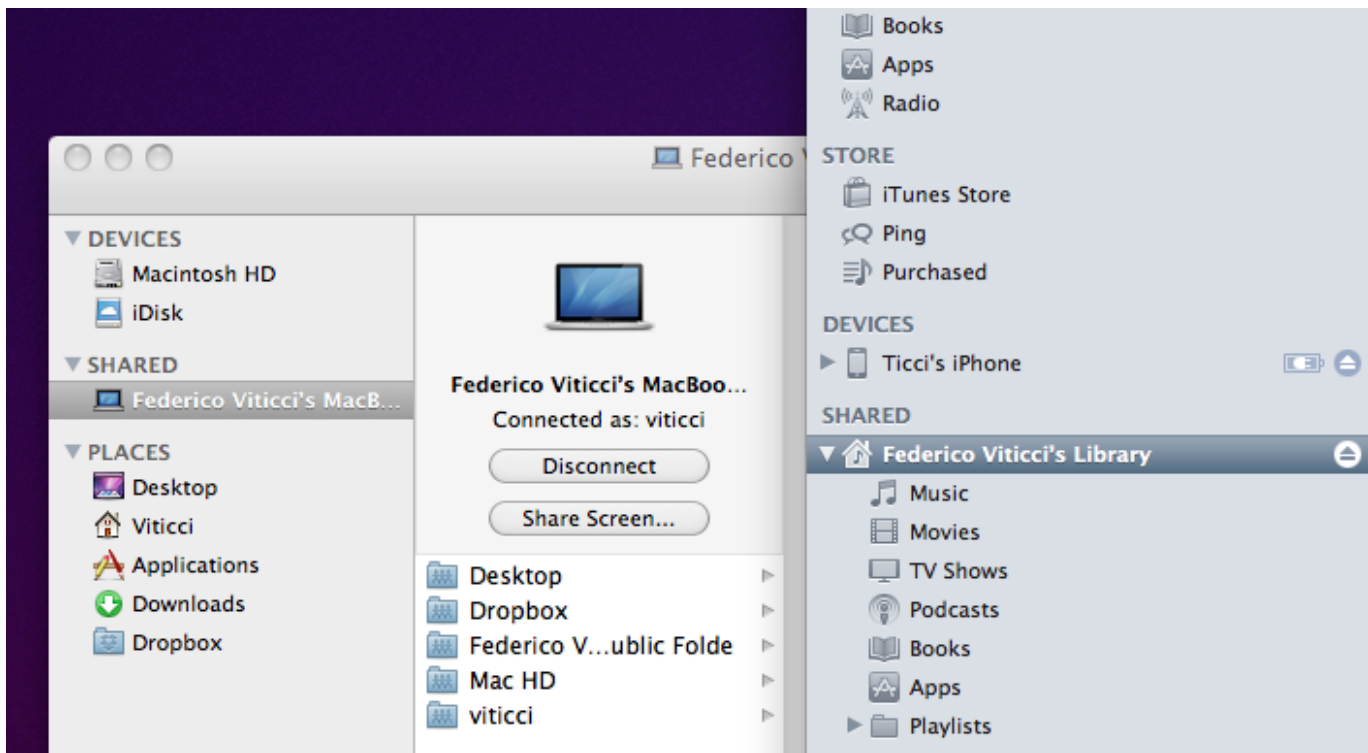 Federico V
DEVICES
Macintosh HD
iDisk
SHARED
Federico Viticci's MacB...
PLACES
Desktop
Viticci
Applications
Downloads
Dropbox
Federico Viticci's MacBoo...
Connected as: viticci
Disconnect
Share Screen...
Desktop
Dropbox
Federico V...ublic Folde
Mac HD
viticci
Books
Apps
Radio
STORE
iTunes Store
Ping
Purchased
DEVICES
Ticci's iPhone
SHARED
Federico Viticci's Library
Music
Movies
TV Shows
Podcasts
Books
Apps
Playlists